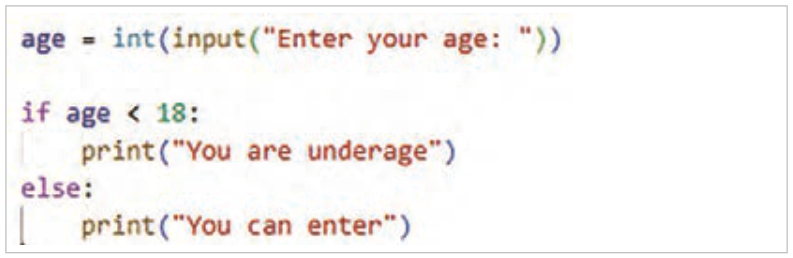 age = int(input("Enter your age: "))
if age < 18:
    print("You are underage")
else:
    print("You can enter")